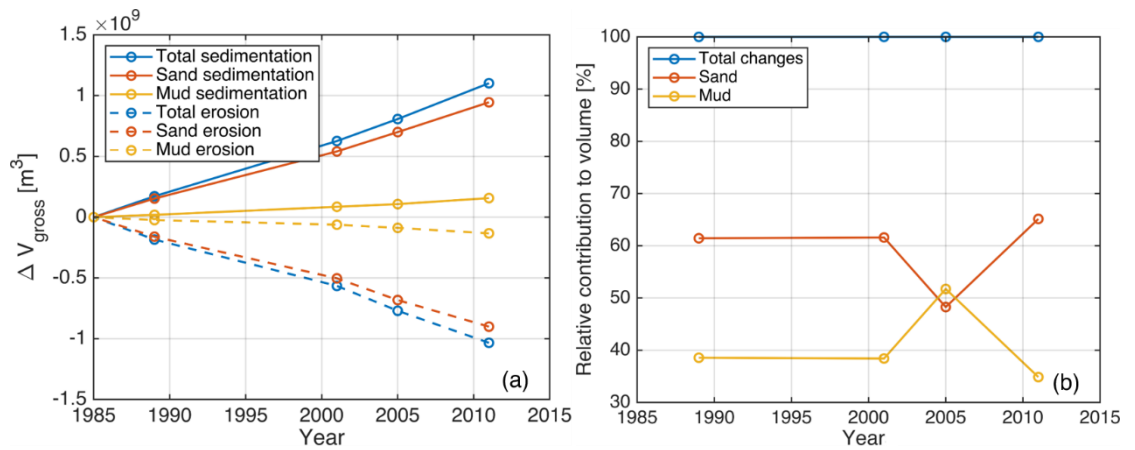 ×10⁹
1.5
1
0.5
0
-0.5
-1
-1.5
Δ V_gross [m³]
Total sedimentation
Sand sedimentation
Mud sedimentation
Total erosion
Sand erosion
Mud erosion
(a)
1985 1990 1995 2000 2005 2010 2015
Year
100
90
80
70
60
50
40
30
Relative contribution to volume [%]
Total changes
Sand
Mud
(b)
1985 1990 1995 2000 2005 2010 2015
Year